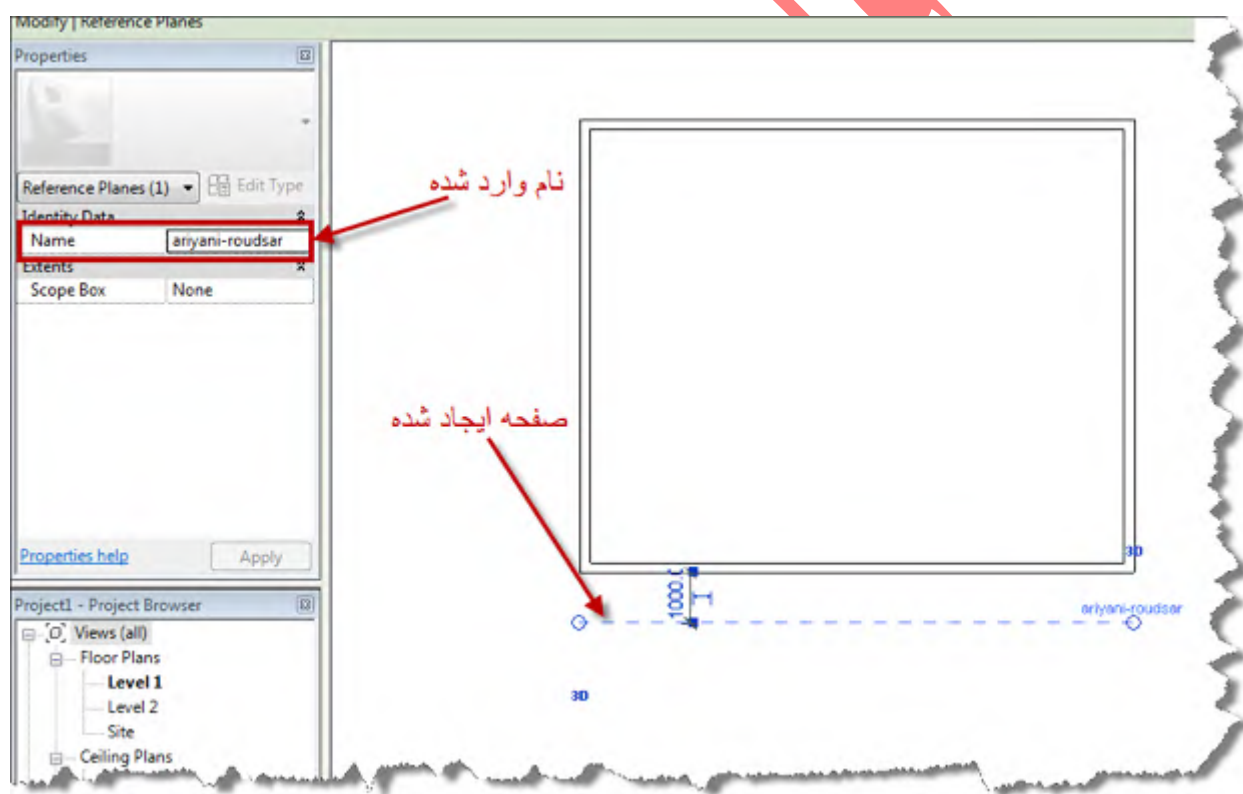 Modify | Reference Planes
Properties
Reference Planes (1)
Edit Type
Identity Data
Name
ariyani-roudsar
Extents
Scope Box
None
Properties help
Apply
Project1 - Project Browser
Views (all)
Floor Plans
Level 1
Level 2
Site
Ceiling Plans
نام وارد شده
صفحه ایجاد شده
3D
1000.0
ariyani-roudsar
3D